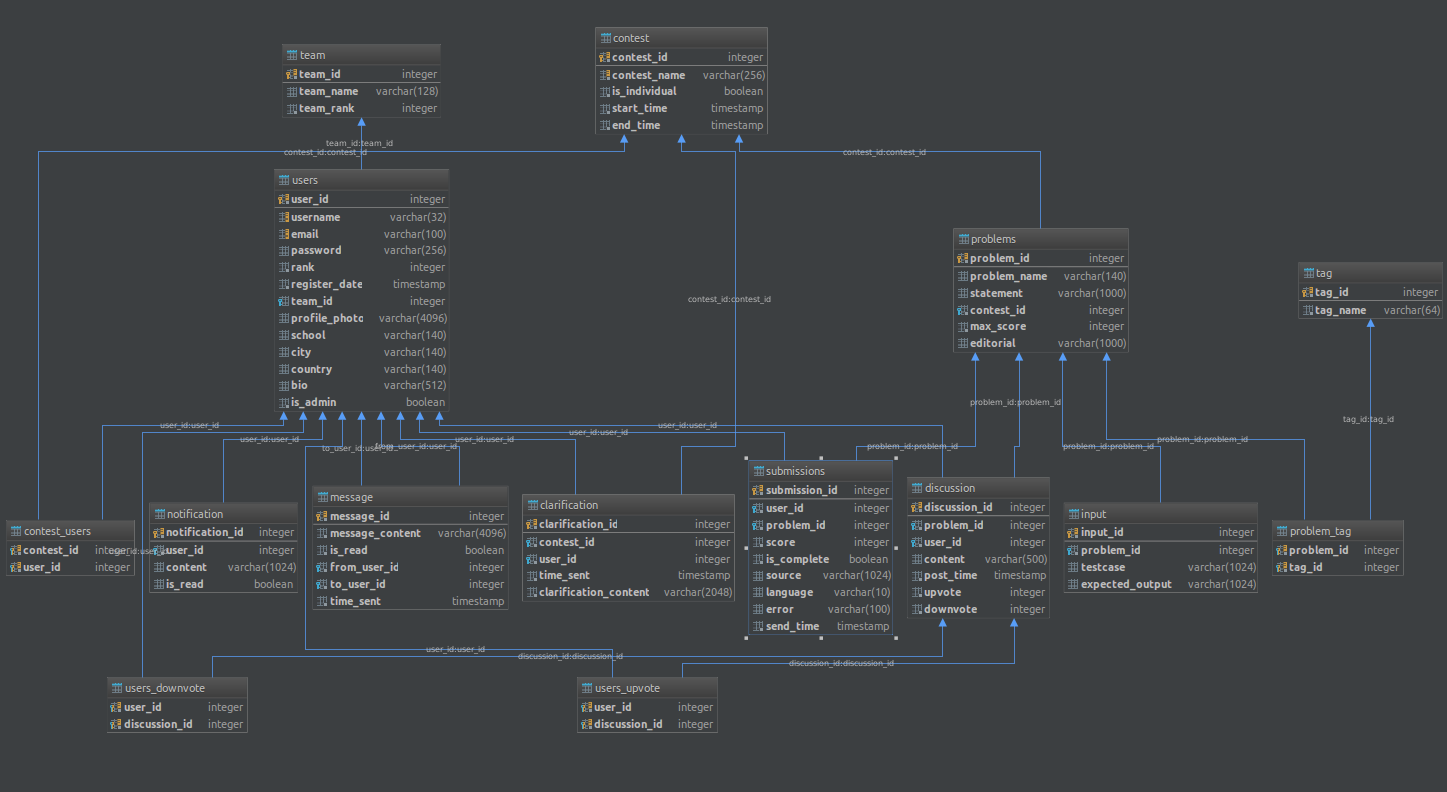 team
team_id integer
team_name varchar(128)
team_rank integer
contest
contest_id integer
contest_name varchar(256)
is_individual boolean
start_time timestamp
end_time timestamp
team_id:team_id
contest_id:contest_id
contest_id:contest_id
contest_id:contest_id
users
user_id integer
username varchar(32)
email varchar(100)
password varchar(256)
rank integer
register_date timestamp
team_id integer
profile_photo varchar(4096)
school varchar(140)
city varchar(140)
country varchar(140)
bio varchar(512)
is_admin boolean
problems
problem_id integer
problem_name varchar(140)
statement varchar(1000)
contest_id integer
max_score integer
editorial varchar(1000)
tag
tag_id integer
tag_name varchar(64)
user_id:user_id
user_id:user_id
to_user_id:user_id
from_user_id:user_id
user_id:user_id
user_id:user_id
user_id:user_id
problem_id:problem_id
problem_id:problem_id
problem_id:problem_id
problem_id:problem_id
tag_id:tag_id
contest_users
contest_id integer
user_id integer
user_id:user_id
notification
notification_id integer
user_id integer
content varchar(1024)
is_read boolean
message
message_id integer
message_content varchar(4096)
is_read boolean
from_user_id integer
to_user_id integer
time_sent timestamp
clarification
clarification_id integer
contest_id integer
user_id integer
time_sent timestamp
clarification_content varchar(2048)
submissions
submission_id integer
user_id integer
problem_id integer
score integer
is_complete boolean
source varchar(1024)
language varchar(10)
error varchar(100)
send_time timestamp
discussion
discussion_id integer
problem_id integer
user_id integer
content varchar(500)
post_time timestamp
upvote integer
downvote integer
input
input_id integer
problem_id integer
testcase varchar(1024)
expected_output varchar(1024)
problem_tag
problem_id integer
tag_id integer
user_id:user_id
discussion_id:discussion_id
discussion_id:discussion_id
users_downvote
user_id integer
discussion_id integer
users_upvote
user_id integer
discussion_id integer